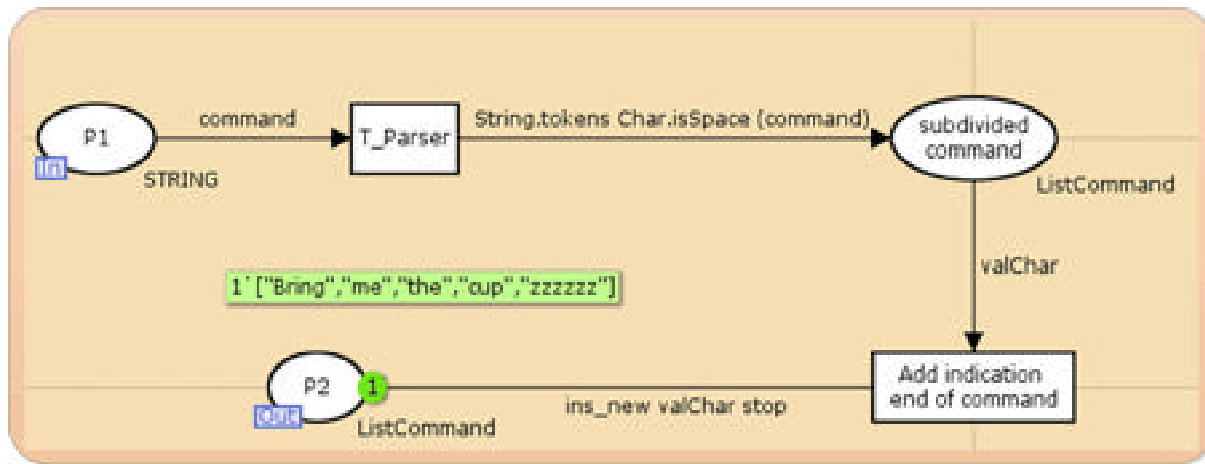 command
String.tokens Char.isSpace (command)
P1
T_Parser
subdivided
command
In
STRING
ListCommand
valChar
1`["Bring","me","the","cup","zzzzzz"]
P2
1
Add indication
end of command
Out
ins_new valChar stop
ListCommand